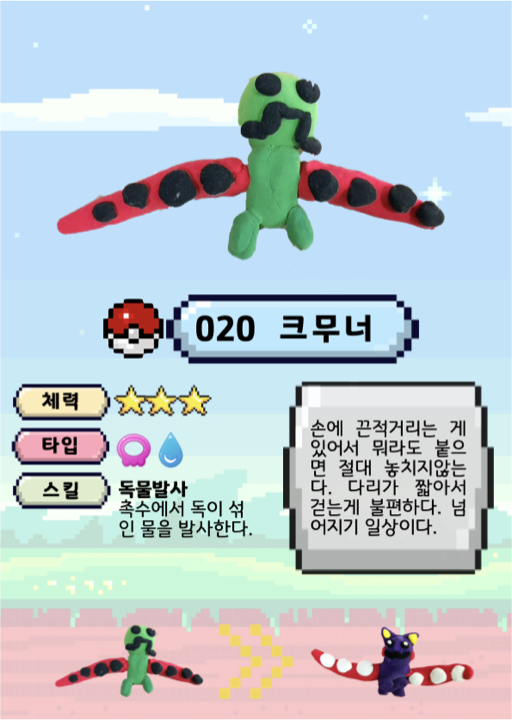 020 크무너
체력
타입
스킬
독물발사
촉수에서 독이 섞
인 물을 발사한다.
손에 끈적거리는 게
있어서 뭐라도 붙으
면 절대 놓치지않는
다. 다리가 짧아서
걷는게 불편하다. 넘
어지기 일상이다.